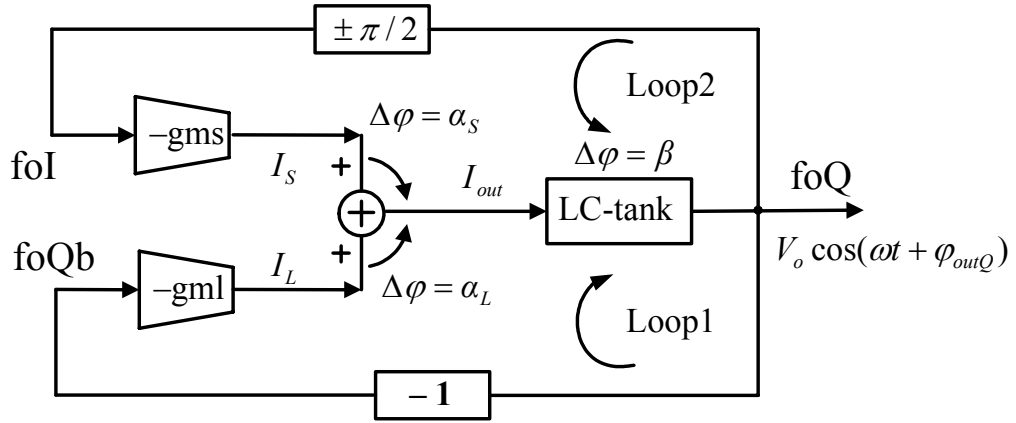 ± π / 2
Loop2
Δφ = α_S
−gms
foI
I_S
+
Δφ = β
I_out
foQ
+
LC-tank
foQb
+
V_o cos(ωt + φ_outQ)
I_L
−gml
Δφ = α_L
Loop1
− 1